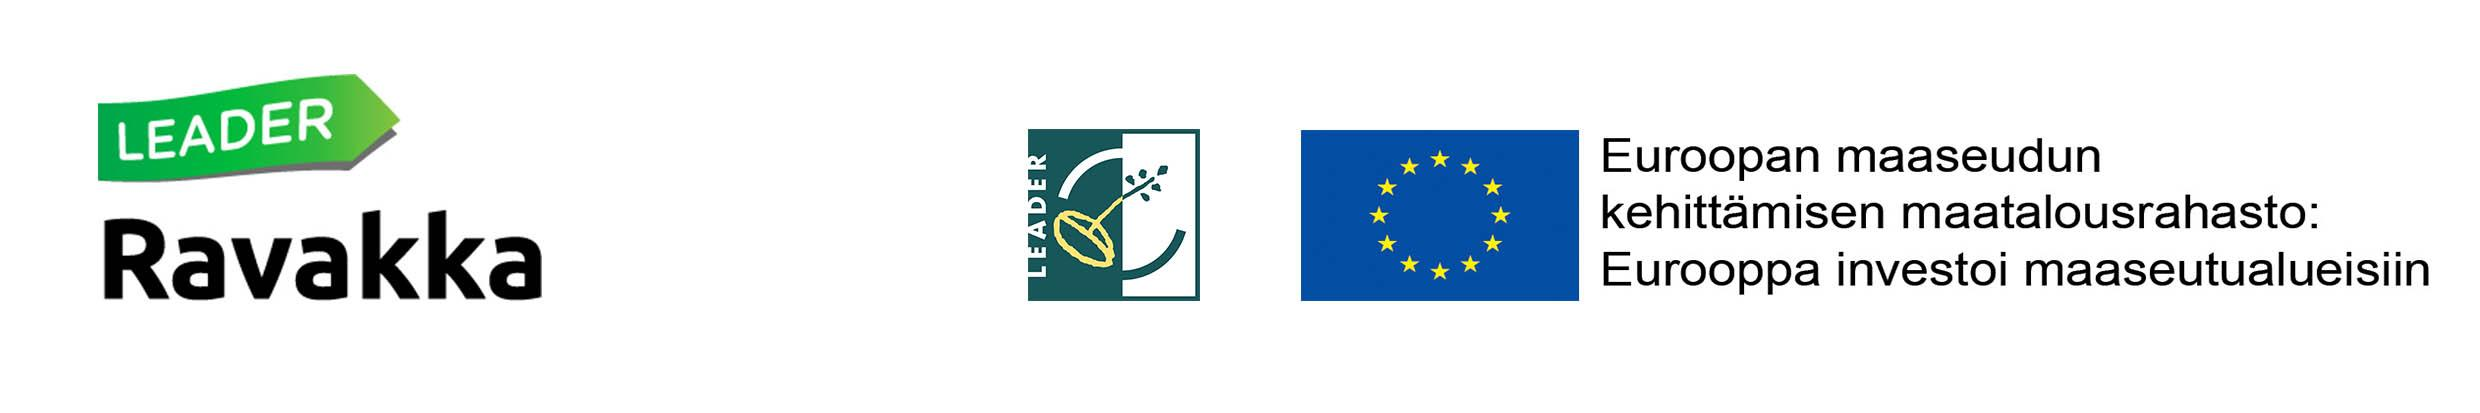 LEADER
Ravakka
LEADER
Euroopan maaseudun
kehittämisen maatalousrahasto:
Eurooppa investoi maaseutualueisiin